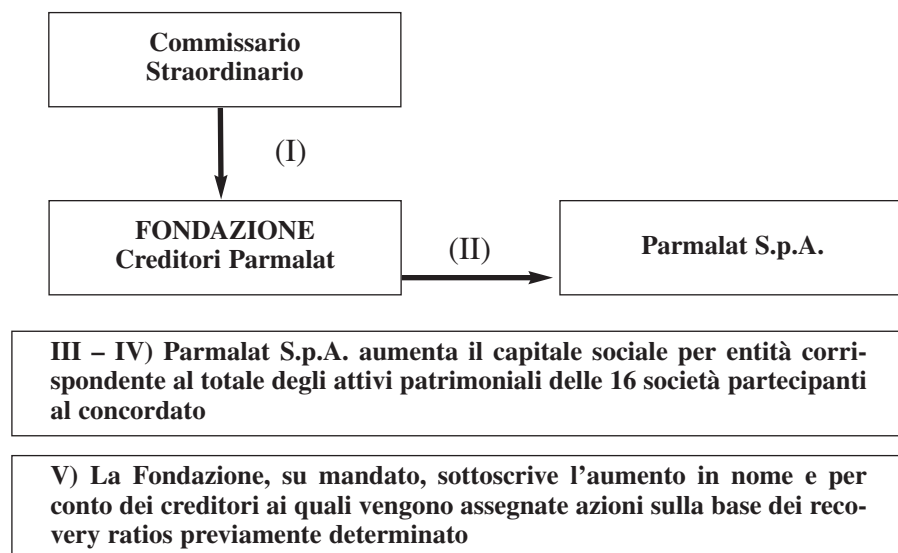 Commissario
Straordinario
(I)
FONDAZIONE
Creditori Parmalat
(II)
Parmalat S.p.A.
III – IV) Parmalat S.p.A. aumenta il capitale sociale per entità corri-
spondente al totale degli attivi patrimoniali delle 16 società partecipanti
al concordato
V) La Fondazione, su mandato, sottoscrive l’aumento in nome e per
conto dei creditori ai quali vengono assegnate azioni sulla base dei reco-
very ratios previamente determinato